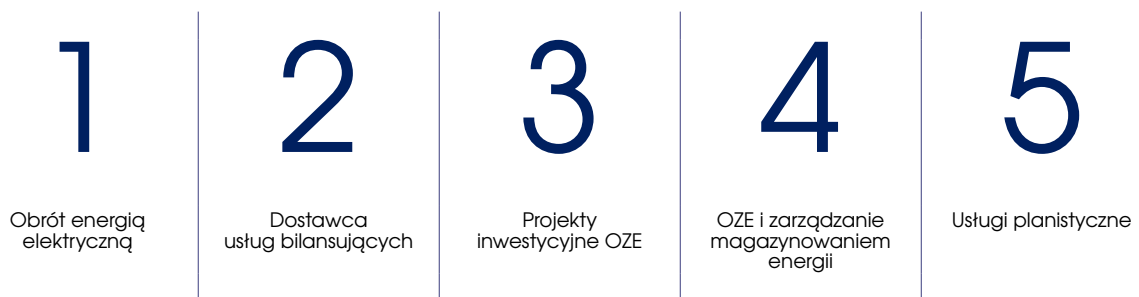 1
Obrót energią
elektryczną
2
Dostawca
usług bilansujących
3
Projekty
inwestycyjne OZE
4
OZE i zarządzanie
magazynowaniem
energii
5
Usługi planistyczne